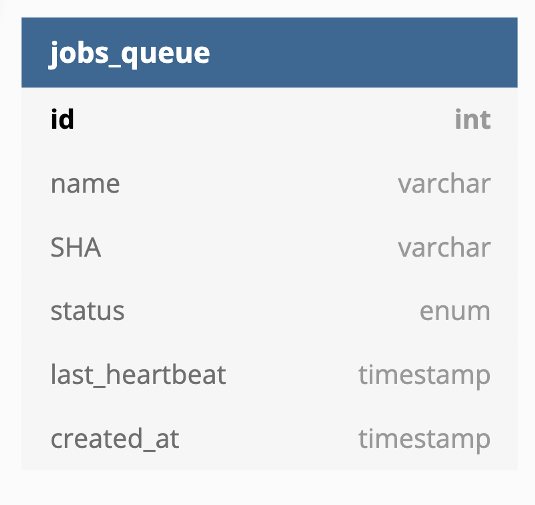 jobs_queue
id int
name varchar
SHA varchar
status enum
last_heartbeat timestamp
created_at timestamp